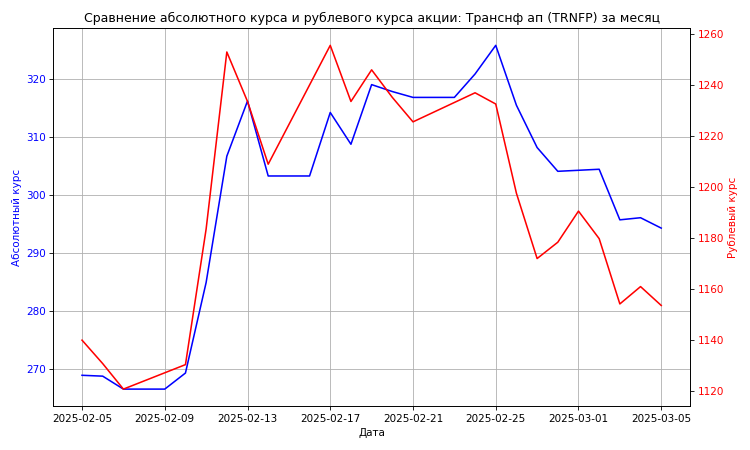 Сравнение абсолютного курса и рублевого курса акции: Транснф ап (TRNFP) за месяц
Абсолютный курс
320
310
300
290
280
270
1260
1240
1220
1200
1180
1160
1140
1120
Рублевый курс
2025-02-05 2025-02-09 2025-02-13 2025-02-17 2025-02-21 2025-02-25 2025-03-01 2025-03-05
Дата